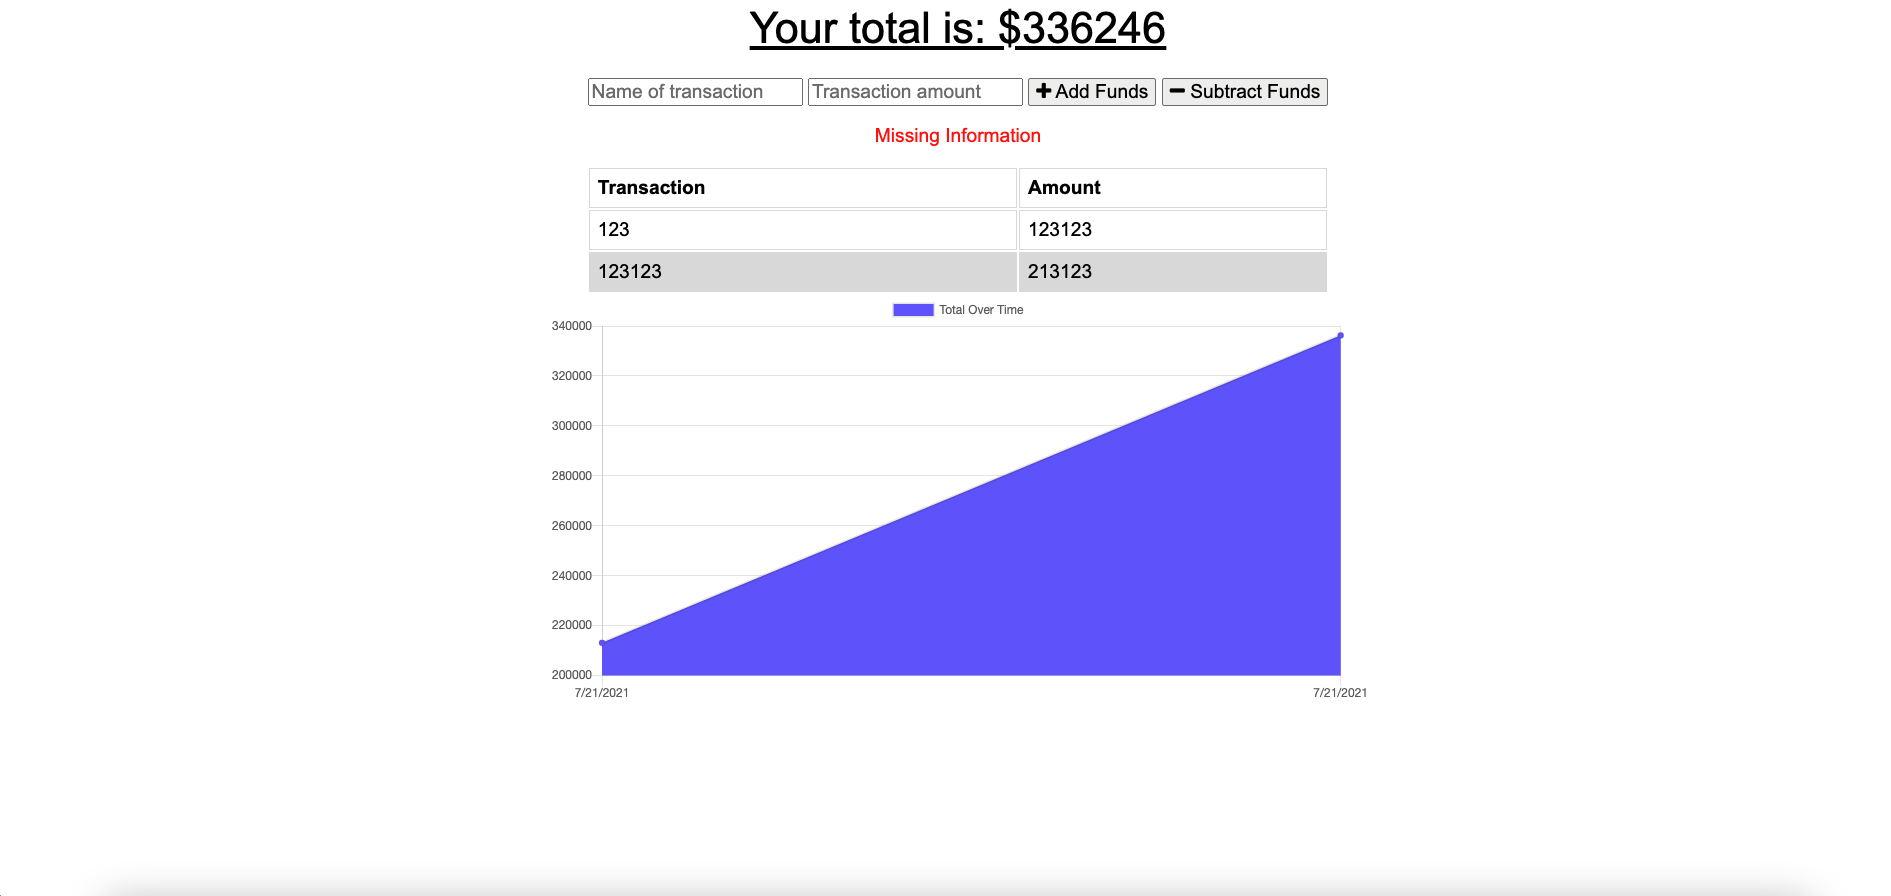 Your total is: $336246
Name of transaction Transaction amount Add Funds Subtract Funds
Missing Information
Transaction Amount
123 123123
123123 213123
Total Over Time
340000
320000
300000
280000
260000
240000
220000
200000
7/21/2021 7/21/2021